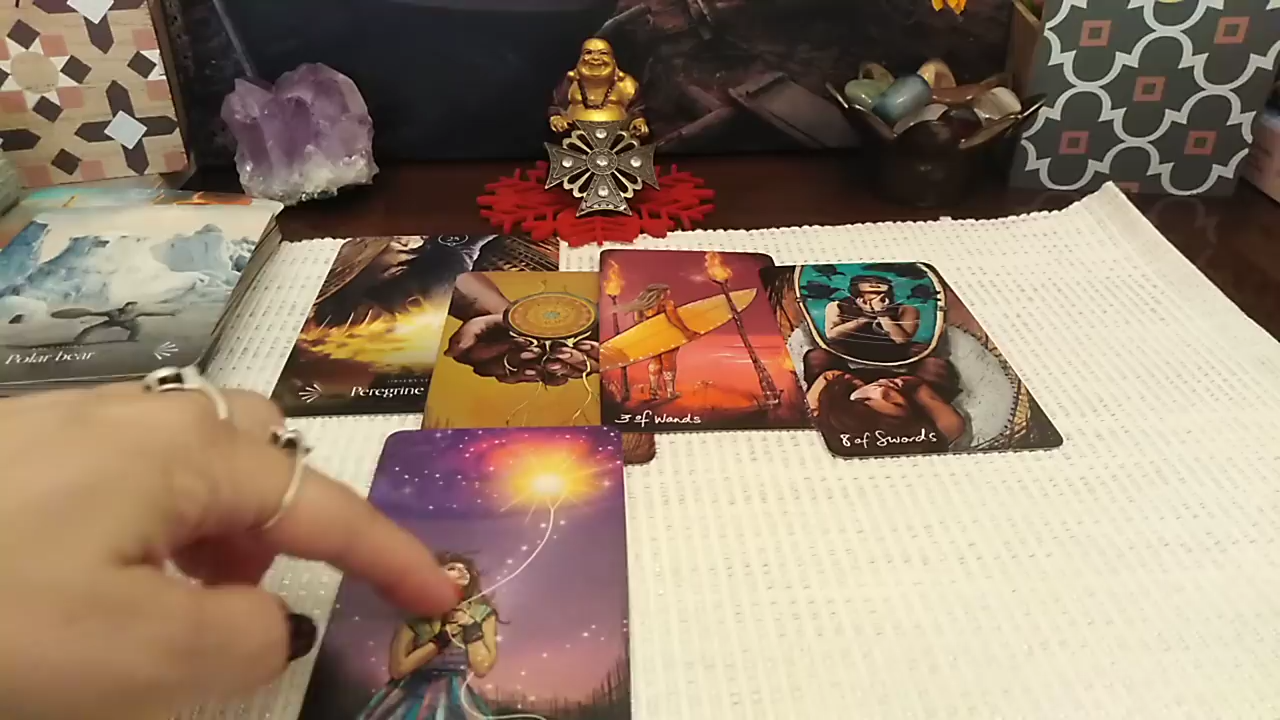 Polar bear
Peregrine
3 of Wands
8 of Swords